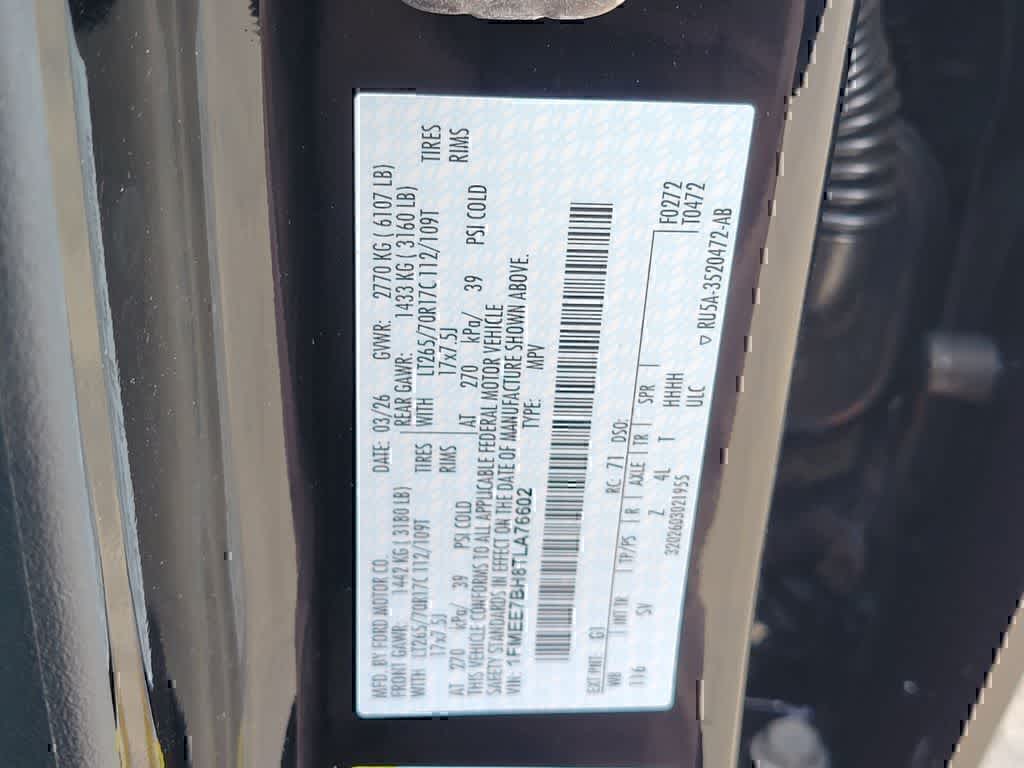 MFD. BY FORD MOTOR CO.
DATE: 03/26 GVWR: 2770 KG ( 6107 LB)
FRONT GAWR: 1442 KG ( 3180 LB) REAR GAWR: 1433 KG ( 3160 LB)
WITH LT265/70R17C 112/109T TIRES WITH LT265/70R17C 112/109T TIRES
17x7.5J RIMS 17x7.5J RIMS
AT 270 kPa/ 39 PSI COLD AT 270 kPa/ 39 PSI COLD
THIS VEHICLE CONFORMS TO ALL APPLICABLE FEDERAL MOTOR VEHICLE
SAFETY STANDARDS IN EFFECT ON THE DATE OF MANUFACTURE SHOWN ABOVE.
VIN: 1FMEE7BH8TLA76602 TYPE: MPV
EXT PNT: G1 RC: 71 DSO: F0272
WB INT TR TP/PS R AXLE TR SPR T0472
116 SV Z 4L T HHHH
3202603021935 ULC
RU5A-3520472-AB